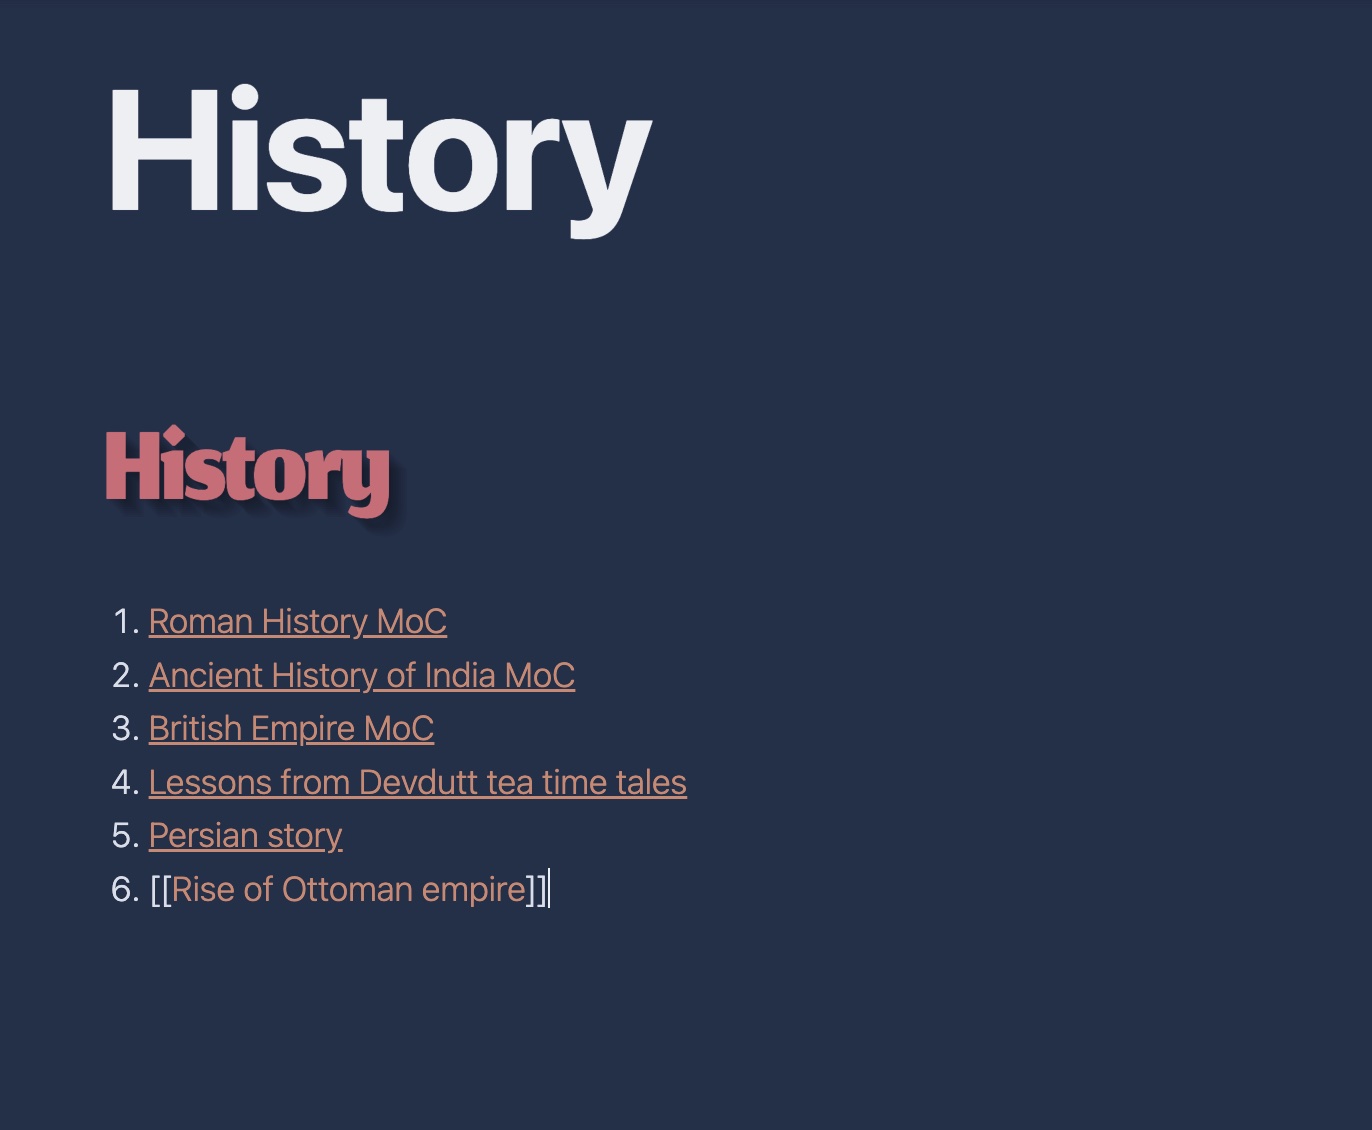 History
History
1. Roman History MoC
2. Ancient History of India MoC
3. British Empire MoC
4. Lessons from Devdutt tea time tales
5. Persian story
6. [[Rise of Ottoman empire]]